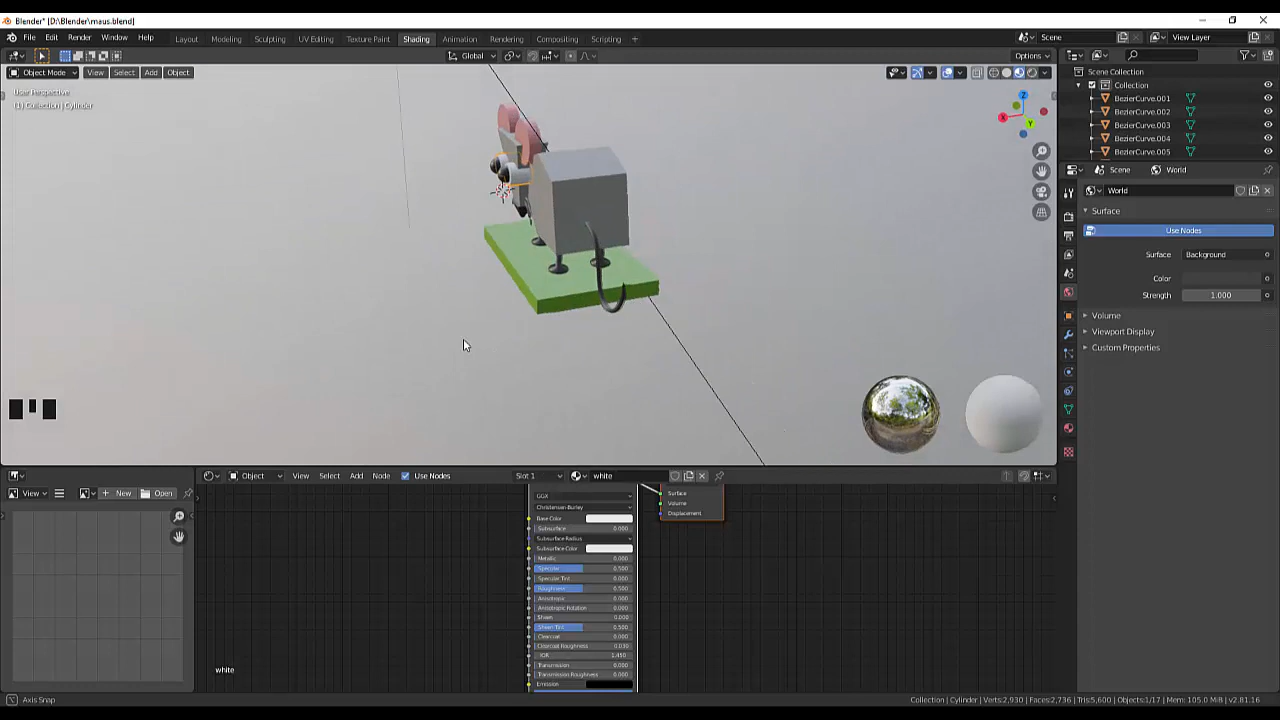 Blender* [D:\Blender\maus.blend]
File Edit Render Window Help Layout Modeling Sculpting UV Editing Texture Paint Shading Animation Rendering Compositing Scripting + Scene View Layer
Global Options
Object Mode View Select Add Object
User Perspective
(1) Collection | Cylinder
Z
X
Y
Scene Collection
Collection
BezierCurve.001
BezierCurve.002
BezierCurve.003
BezierCurve.004
BezierCurve.005
Scene World
World
Surface
Use Nodes
Surface Background
Color
Strength 1.000
Volume
Viewport Display
Custom Properties
Object View Select Add Node Use Nodes Slot 1 white
View New Open
GGX
Christensen-Burley
Base Color
Subsurface 0.000
Subsurface Radius
Subsurface Color
Metallic 0.000
Specular 0.500
Specular Tint 0.000
Roughness 0.500
Anisotropic 0.000
Anisotropic Rotation 0.000
Sheen 0.000
Sheen Tint 0.500
Clearcoat 0.000
Clearcoat Roughness 0.030
IOR 1.450
Transmission 0.000
Transmission Roughness 0.000
Emission
Surface
Volume
Displacement
white
Axis Snap
Collection | Cylinder | Verts:2,930 | Faces:2,736 | Tris:5,600 | Objects:1/17 | Mem: 105.0 MiB | v2.81.16